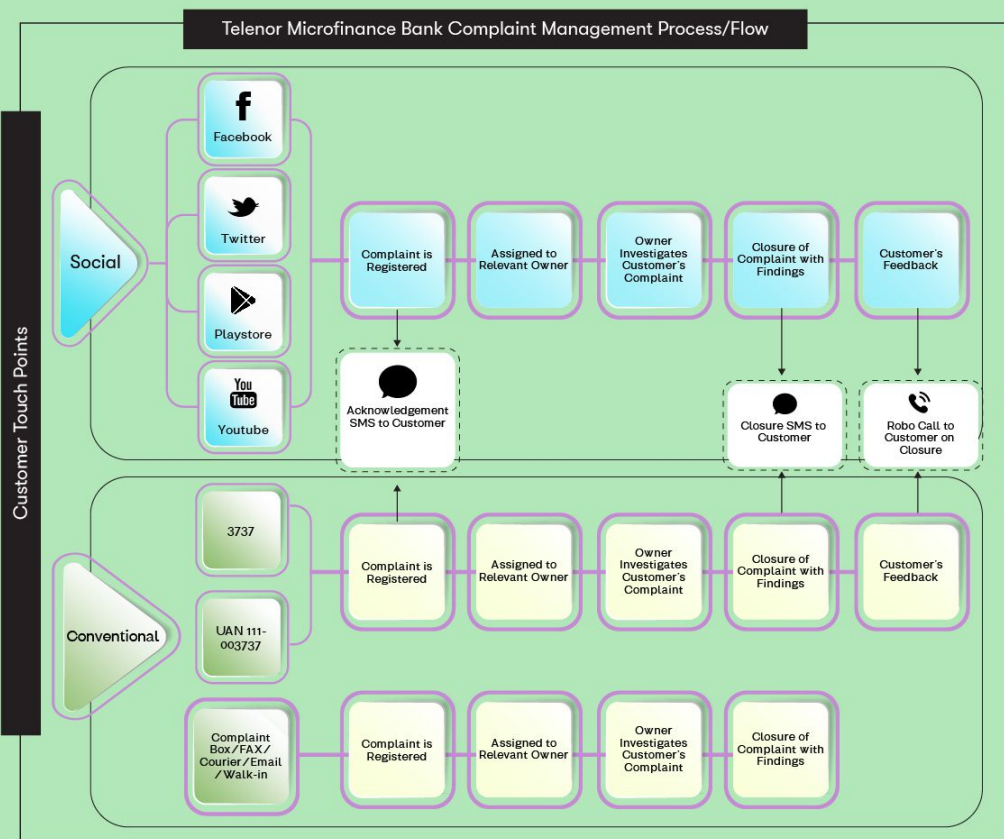 Telenor Microfinance Bank Complaint Management Process/Flow
Customer Touch Points
Social
Facebook
Twitter
Playstore
You
Tube
Youtube
Complaint is
Registered
Assigned to
Relevant Owner
Owner
Investigates
Customer's
Complaint
Closure of
Complaint with
Findings
Customer's
Feedback
Acknowledgement
SMS to Customer
Closure SMS to
Customer
Robo Call to
Customer on
Closure
Conventional
3737
UAN 111-
003737
Complaint is
Registered
Assigned to
Relevant Owner
Owner
Investigates
Customer's
Complaint
Closure of
Complaint with
Findings
Customer's
Feedback
Complaint
Box/FAX/
Courier/Email
/Walk-in
Complaint is
Registered
Assigned to
Relevant Owner
Owner
Investigates
Customer's
Complaint
Closure of
Complaint with
Findings